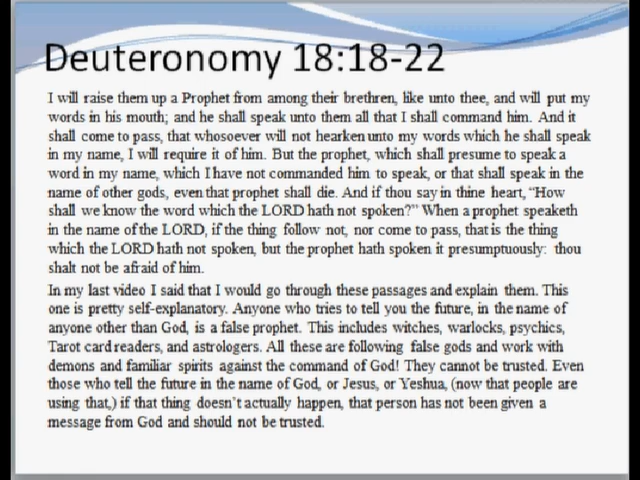 Deuteronomy 18:18-22
I will raise them up a Prophet from among their brethren, like unto thee, and will put my
words in his mouth; and he shall speak unto them all that I shall command him. And it
shall come to pass, that whosoever will not hearken unto my words which he shall speak
in my name, I will require it of him. But the prophet, which shall presume to speak a
word in my name, which I have not commanded him to speak, or that shall speak in the
name of other gods, even that prophet shall die. And if thou say in thine heart, “How
shall we know the word which the LORD hath not spoken?” When a prophet speaketh
in the name of the LORD, if the thing follow not, nor come to pass, that is the thing
which the LORD hath not spoken, but the prophet hath spoken it presumptuously: thou
shalt not be afraid of him.
In my last video I said that I would go through these passages and explain them. This
one is pretty self-explanatory. Anyone who tries to tell you the future, in the name of
anyone other than God, is a false prophet. This includes witches, warlocks, psychics,
Tarot card readers, and astrologers. All these are following false gods and work with
demons and familiar spirits against the command of God! They cannot be trusted. Even
those who tell the future in the name of God, or Jesus, or Yeshua, (now that people are
using that,) if that thing doesn’t actually happen, that person has not been given a
message from God and should not be trusted.